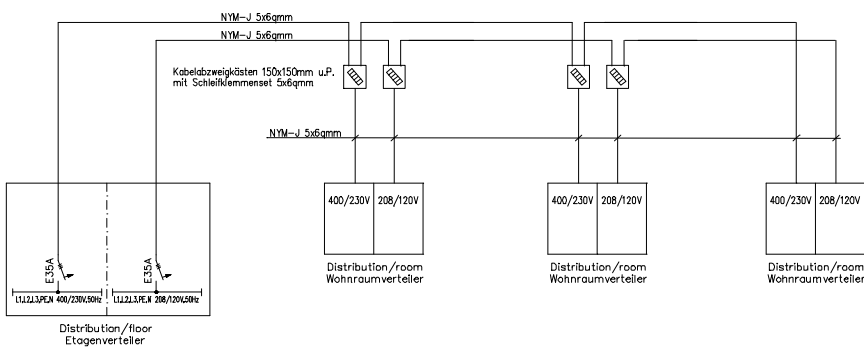 NYM-J 5x6qmm
NYM-J 5x6qmm
Kabelabzweigkästen 150x150mm u.P.
mit Schleifklemmenset 5x6qmm
NYM-J 5x6qmm
400/230V 208/120V
400/230V 208/120V
400/230V 208/120V
Distribution/room
Wohnraumverteiler
Distribution/room
Wohnraumverteiler
Distribution/room
Wohnraumverteiler
E35A
E35A
L1,L2,L3,PE,N 400/230V,50Hz
L1,L2,L3,PE,N 208/120V,50Hz
Distribution/floor
Etagenverteiler